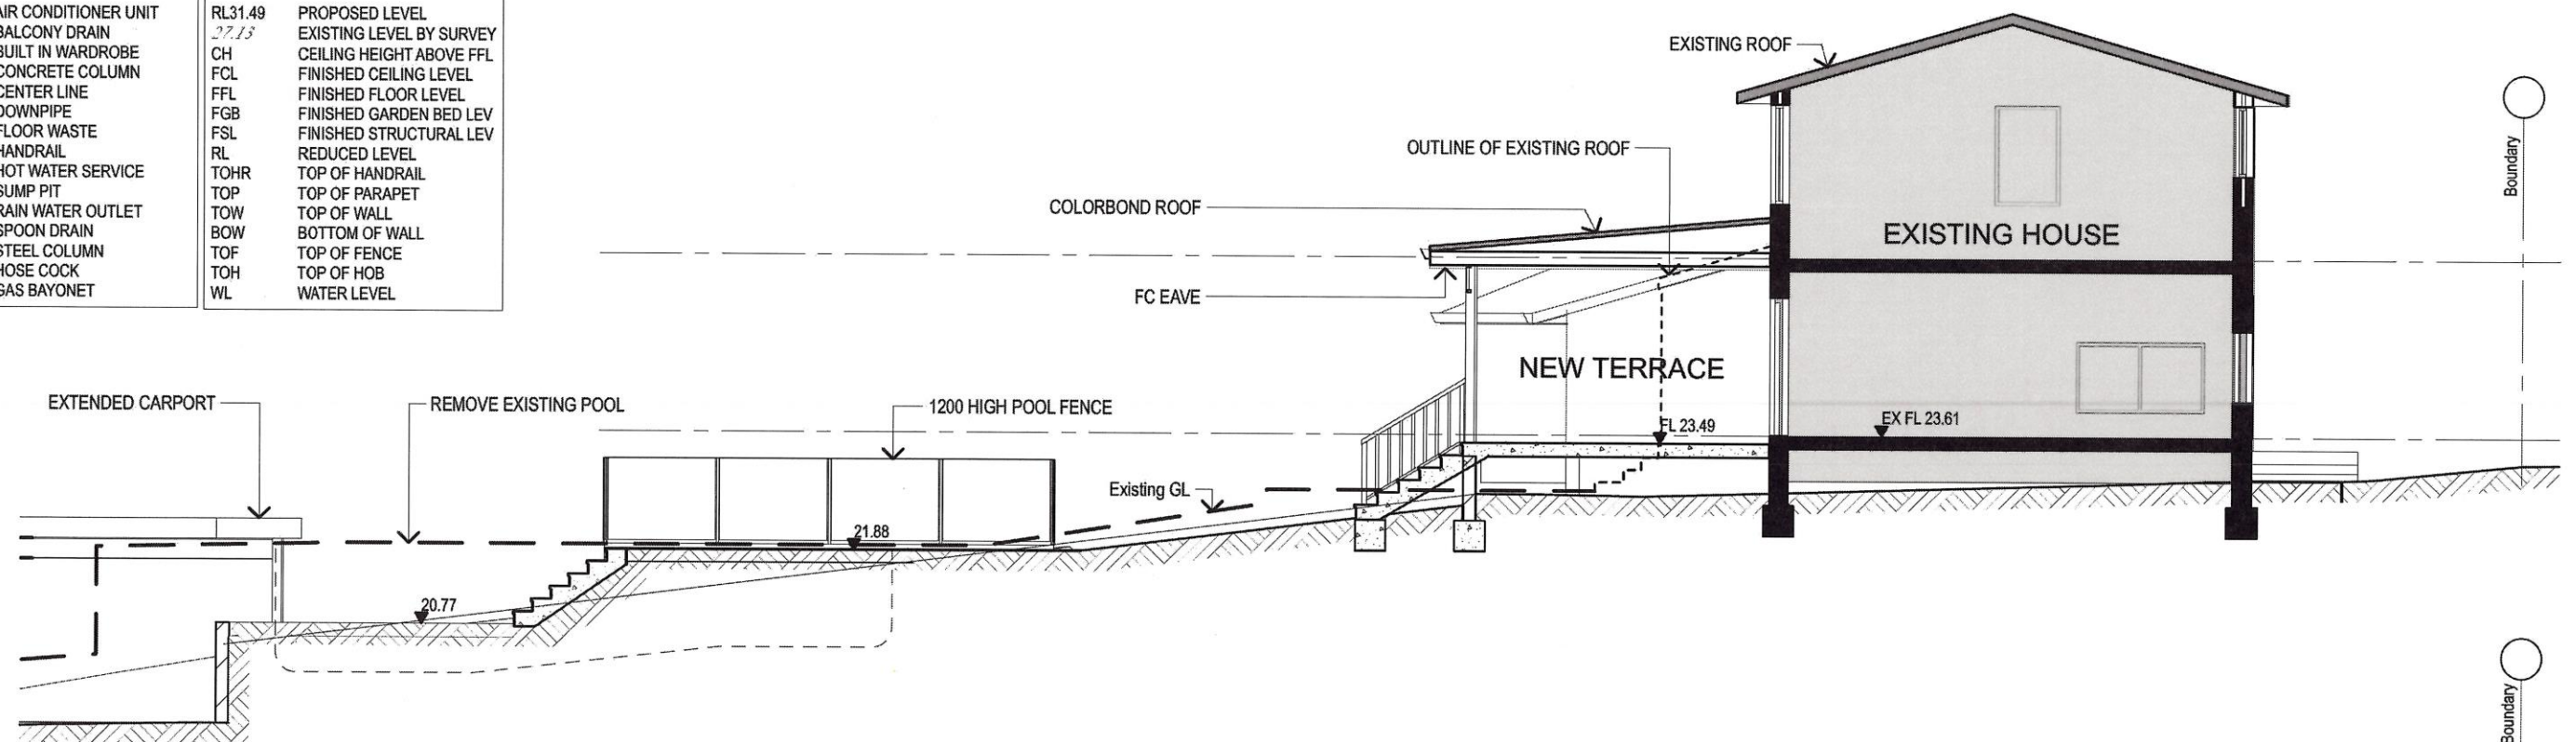 AIR CONDITIONER UNIT
BALCONY DRAIN
BUILT IN WARDROBE
CONCRETE COLUMN
CENTER LINE
DOWNPIPE
FLOOR WASTE
HANDRAIL
HOT WATER SERVICE
SUMP PIT
RAIN WATER OUTLET
SPOON DRAIN
STEEL COLUMN
HOSE COCK
GAS BAYONET
RL31.49 PROPOSED LEVEL
27.13 EXISTING LEVEL BY SURVEY
CH CEILING HEIGHT ABOVE FFL
FCL FINISHED CEILING LEVEL
FFL FINISHED FLOOR LEVEL
FGB FINISHED GARDEN BED LEV
FSL FINISHED STRUCTURAL LEV
RL REDUCED LEVEL
TOHR TOP OF HANDRAIL
TOP TOP OF PARAPET
TOW TOP OF WALL
BOW BOTTOM OF WALL
TOF TOP OF FENCE
TOH TOP OF HOB
WL WATER LEVEL
EXISTING ROOF
OUTLINE OF EXISTING ROOF
COLORBOND ROOF
FC EAVE
EXISTING HOUSE
NEW TERRACE
EXTENDED CARPORT
REMOVE EXISTING POOL
1200 HIGH POOL FENCE
FL 23.49
EX FL 23.61
Existing GL
21.88
20.77
Boundary
Boundary